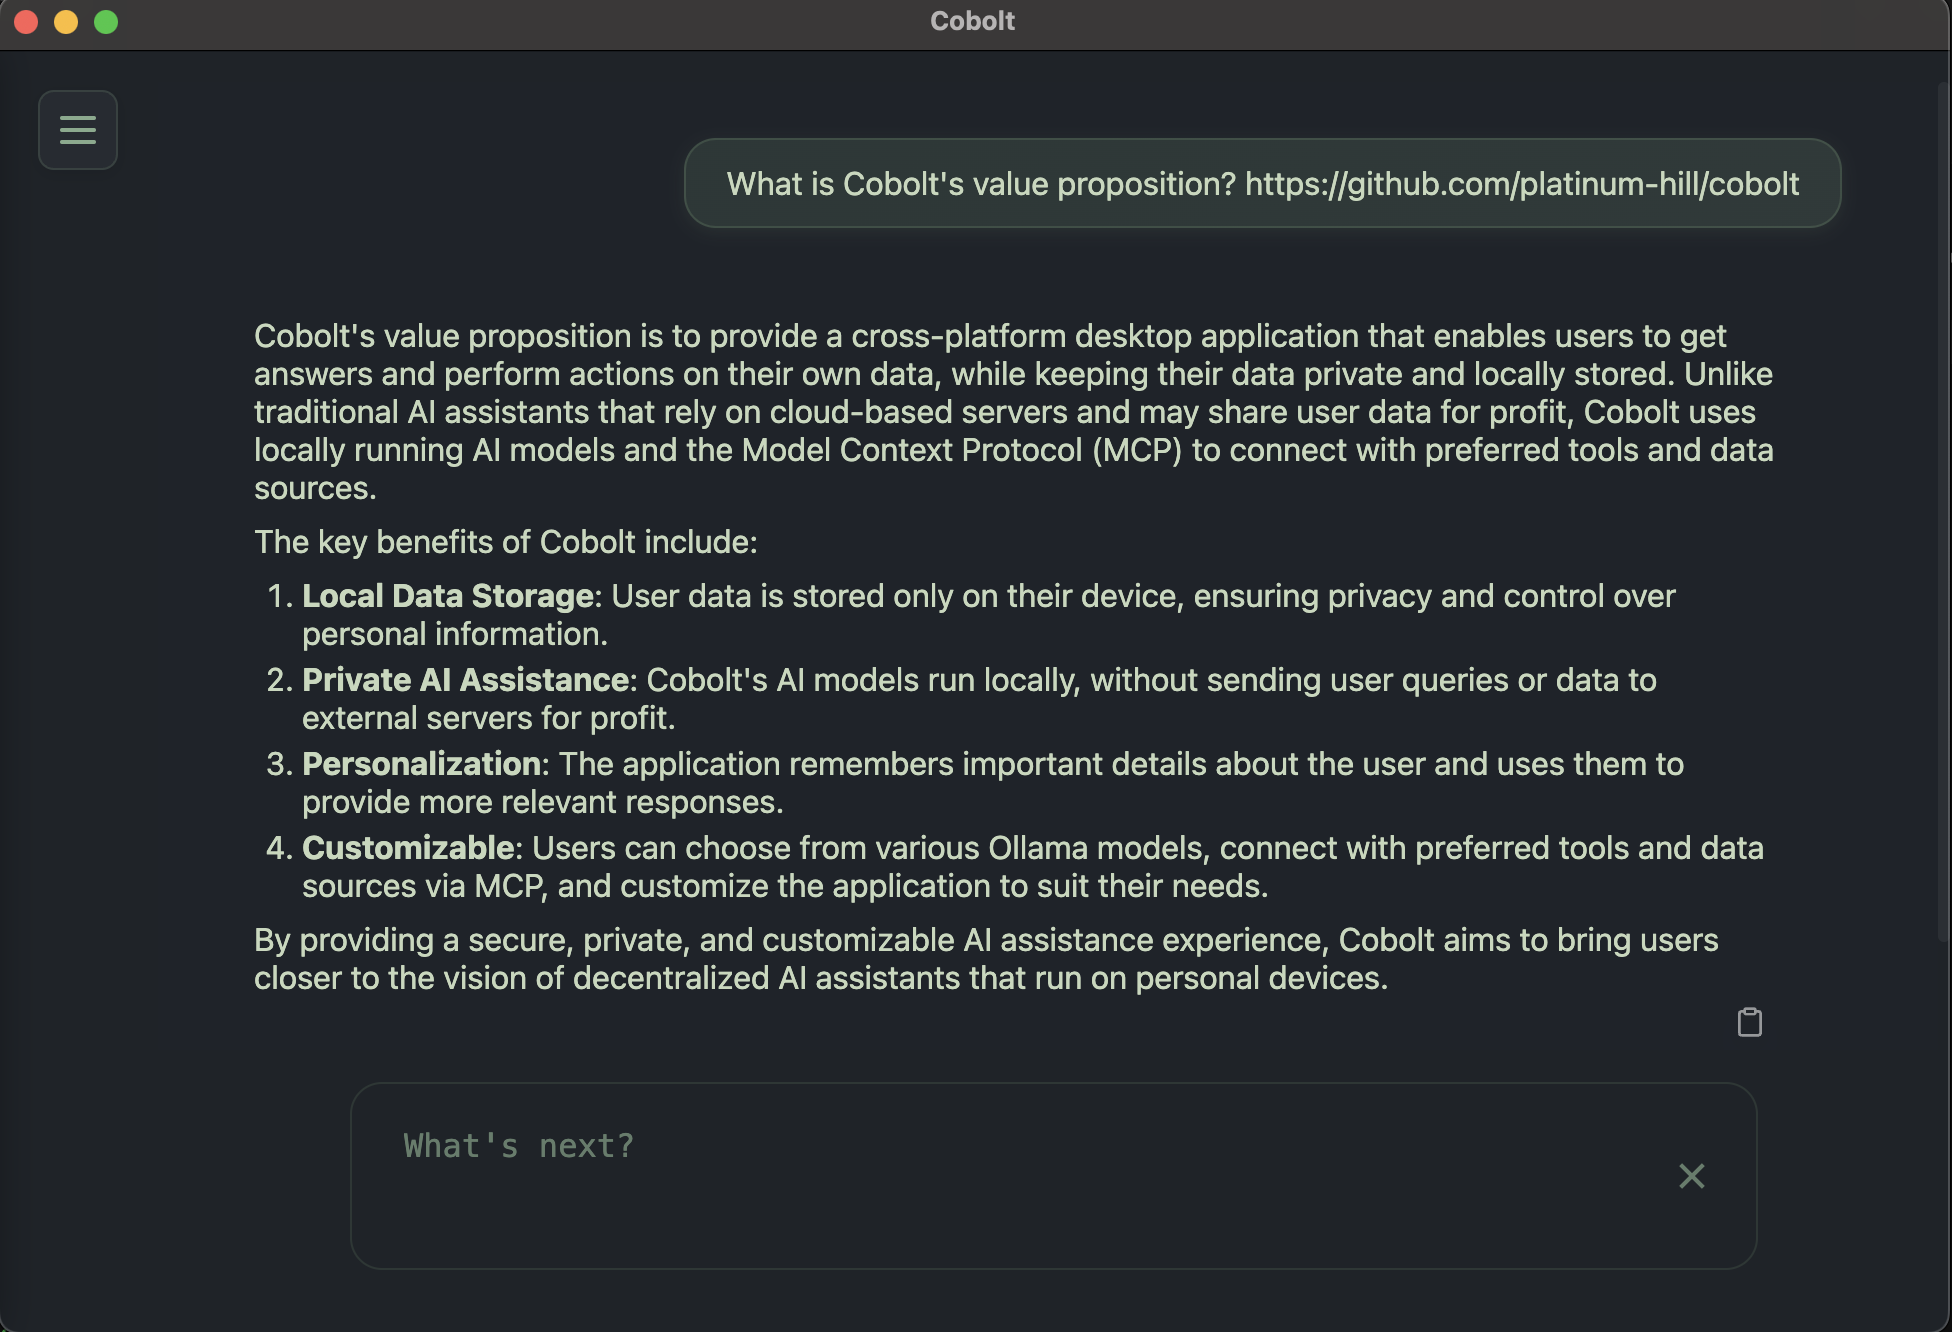 Cobolt
What is Cobolt's value proposition? https://github.com/platinum-hill/cobolt
Cobolt's value proposition is to provide a cross-platform desktop application that enables users to get
answers and perform actions on their own data, while keeping their data private and locally stored. Unlike
traditional AI assistants that rely on cloud-based servers and may share user data for profit, Cobolt uses
locally running AI models and the Model Context Protocol (MCP) to connect with preferred tools and data
sources.
The key benefits of Cobolt include:
1. Local Data Storage: User data is stored only on their device, ensuring privacy and control over
personal information.
2. Private AI Assistance: Cobolt's AI models run locally, without sending user queries or data to
external servers for profit.
3. Personalization: The application remembers important details about the user and uses them to
provide more relevant responses.
4. Customizable: Users can choose from various Ollama models, connect with preferred tools and data
sources via MCP, and customize the application to suit their needs.
By providing a secure, private, and customizable AI assistance experience, Cobolt aims to bring users
closer to the vision of decentralized AI assistants that run on personal devices.
What's next?